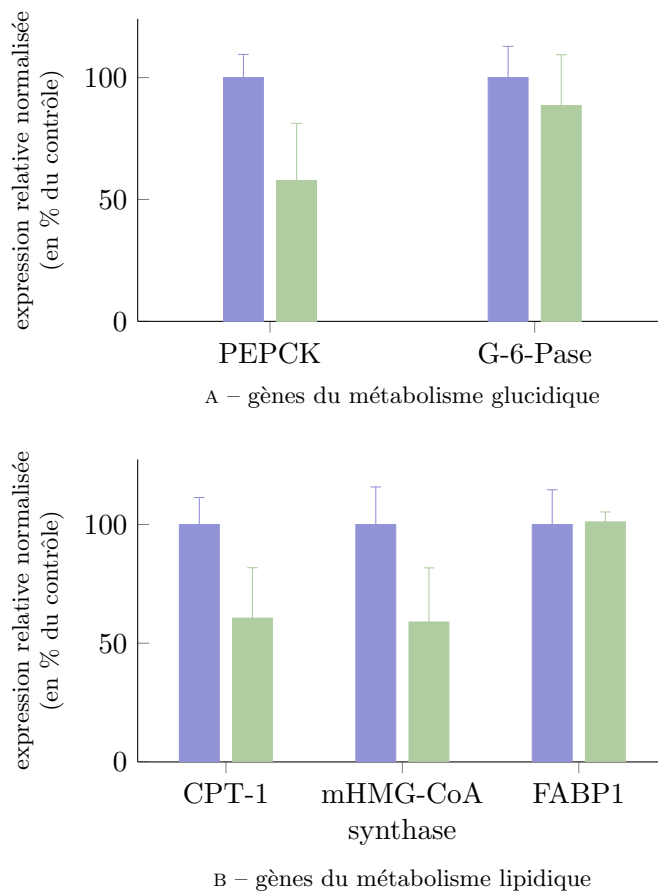 expression relative normalisée
(en % du contrôle)
100
50
0
PEPCK
G-6-Pase
A – gènes du métabolisme glucidique
expression relative normalisée
(en % du contrôle)
100
50
0
CPT-1
mHMG-CoA
synthase
FABP1
B – gènes du métabolisme lipidique